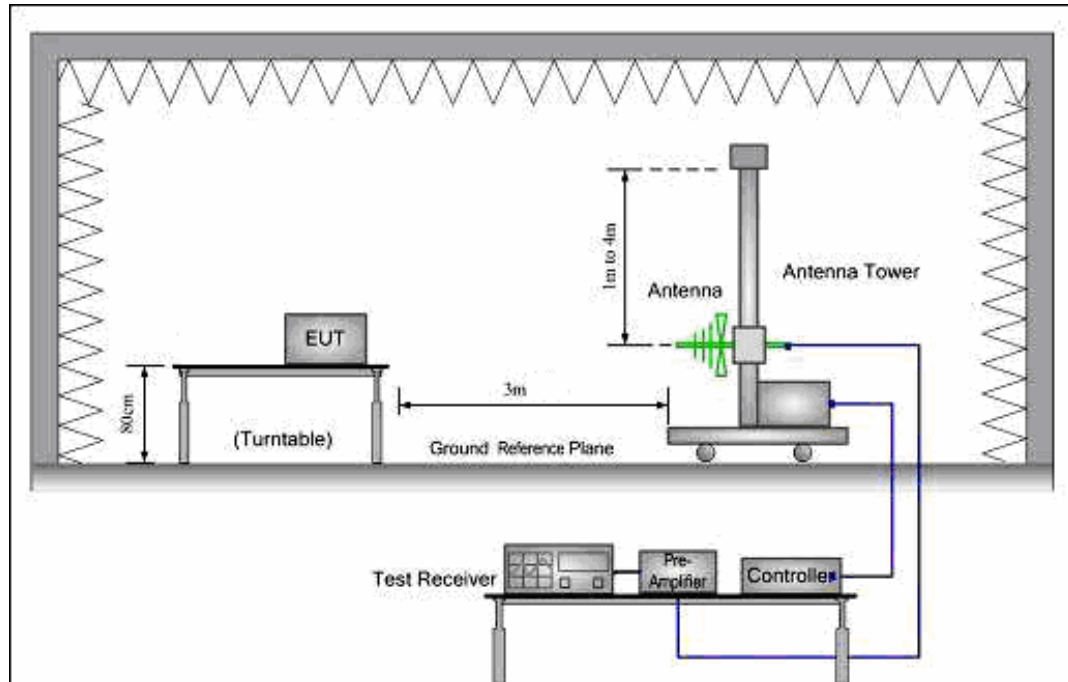 1m to 4m
Antenna
Antenna Tower
EUT
80cm
3m
(Turntable)
Ground Reference Plane
Test Receiver
Pre-
Amplifier
Controller